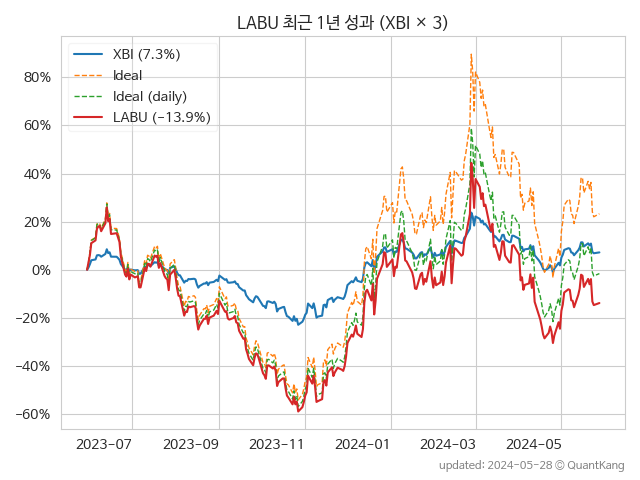 LABU 최근 1년 성과 (XBI × 3)
XBI (7.3%)
Ideal
Ideal (daily)
LABU (−13.9%)
80%
60%
40%
20%
0%
−20%
−40%
−60%
2023−07 2023−09 2023−11 2024−01 2024−03 2024−05
updated: 2024-05-28 © QuantKang